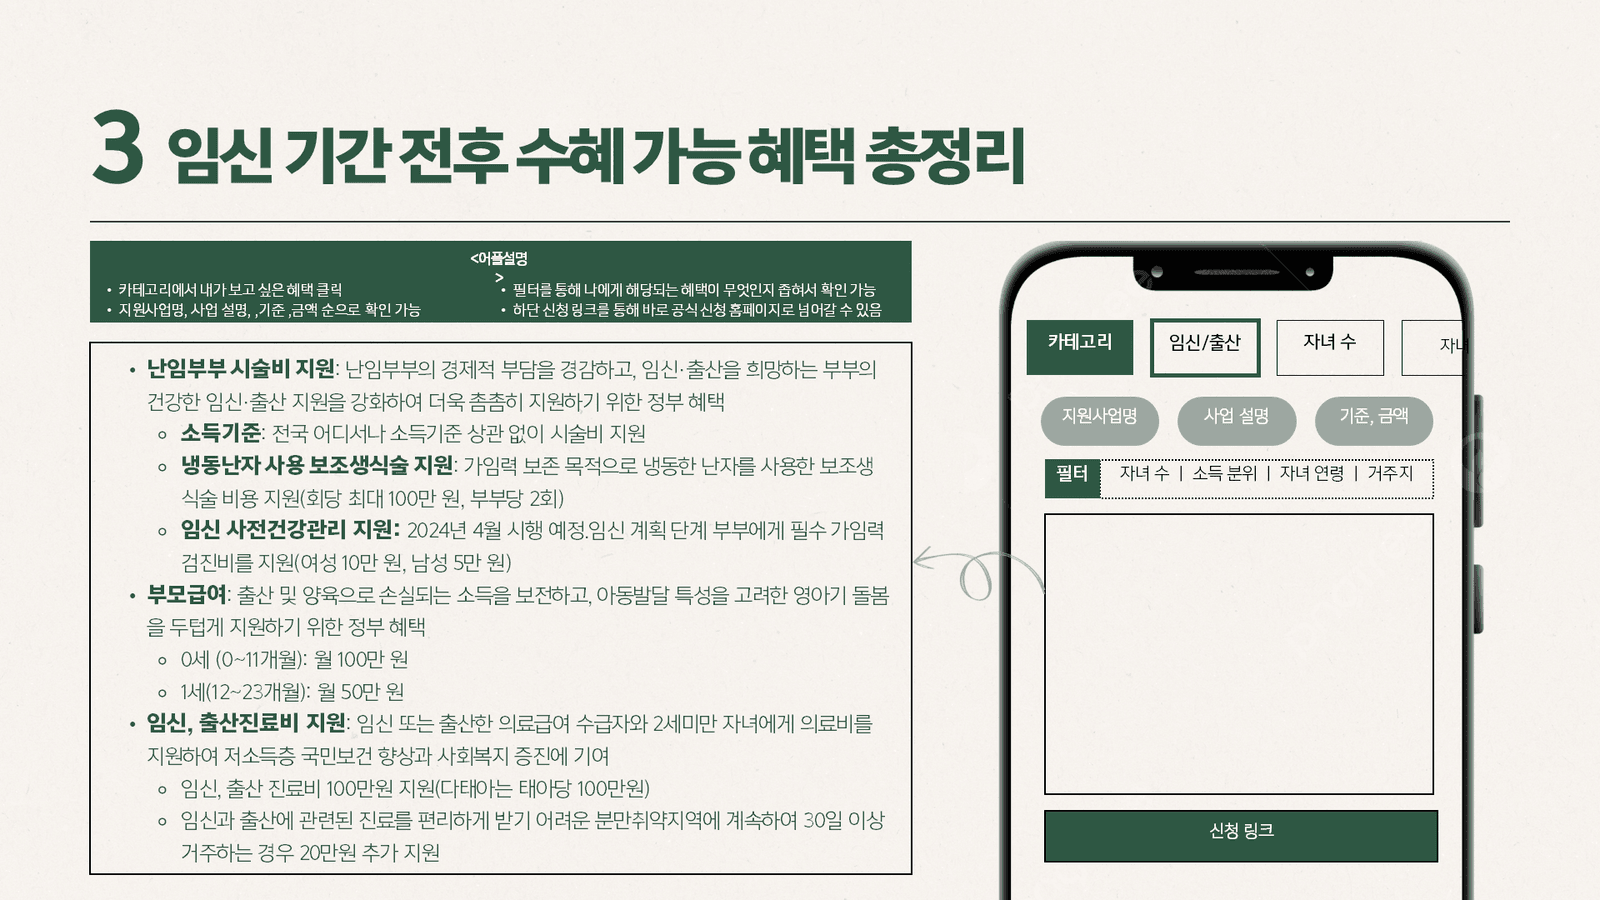 3 임신 기간 전후 수혜 가능 혜택 총정리
<어플설명
>
• 카테고리에서 내가 보고 싶은 혜택 클릭
• 지원사업명, 사업 설명, ,기준 ,금액 순으로 확인 가능
• 필터를 통해 나에게 해당되는 혜택이 무엇인지 좁혀서 확인 가능
• 하단 신청 링크를 통해 바로 공식 신청 홈페이지로 넘어갈 수 있음
• 난임부부 시술비 지원: 난임부부의 경제적 부담을 경감하고, 임신·출산을 희망하는 부부의
건강한 임신·출산 지원을 강화하여 더욱 촘촘히 지원하기 위한 정부 혜택
◦ 소득기준: 전국 어디서나 소득기준 상관 없이 시술비 지원
◦ 냉동난자 사용 보조생식술 지원: 가임력 보존 목적으로 냉동한 난자를 사용한 보조생
식술 비용 지원(회당 최대 100만 원, 부부당 2회)
◦ 임신 사전건강관리 지원: 2024년 4월 시행 예정.임신 계획 단계 부부에게 필수 가임력
검진비를 지원(여성 10만 원, 남성 5만 원)
• 부모급여: 출산 및 양육으로 손실되는 소득을 보전하고, 아동발달 특성을 고려한 영아기 돌봄
을 두텁게 지원하기 위한 정부 혜택
◦ 0세 (0~11개월): 월 100만 원
◦ 1세(12~23개월): 월 50만 원
• 임신, 출산진료비 지원: 임신 또는 출산한 의료급여 수급자와 2세미만 자녀에게 의료비를
지원하여 저소득층 국민보건 향상과 사회복지 증진에 기여
◦ 임신, 출산 진료비 100만원 지원(다태아는 태아당 100만원)
◦ 임신과 출산에 관련된 진료를 편리하게 받기 어려운 분만취약지역에 계속하여 30일 이상
거주하는 경우 20만원 추가 지원
카테고리 임신/출산 자녀 수 자녀
지원사업명 사업 설명 기준, 금액
필터 자녀 수 | 소득 분위 | 자녀 연령 | 거주지
신청 링크